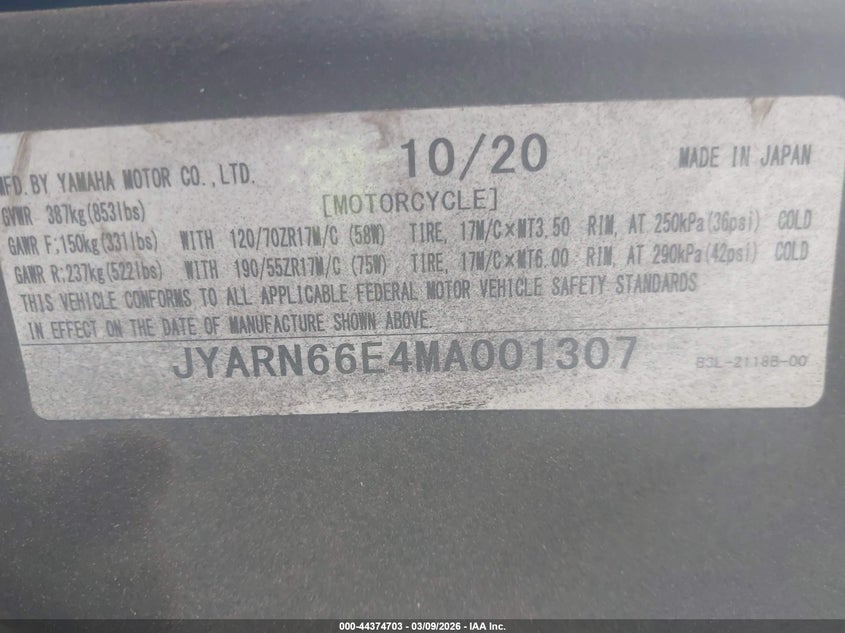 MFD. BY YAMAHA MOTOR CO., LTD. 10/20 MADE IN JAPAN
GVWR 387kg(853lbs) [MOTORCYCLE]
GAWR F:150kg(331lbs) WITH 120/70ZR17M/C (58W) TIRE, 17M/C×MT3.50 RIM, AT 250kPa(36psi) COLD
GAWR R:237kg(522lbs) WITH 190/55ZR17M/C (75W) TIRE, 17M/C×MT6.00 RIM, AT 290kPa(42psi) COLD
THIS VEHICLE CONFORMS TO ALL APPLICABLE FEDERAL MOTOR VEHICLE SAFETY STANDARDS
IN EFFECT ON THE DATE OF MANUFACTURE SHOWN ABOVE.
JYARN66E4MA001307 B3L-2118B-00
000-44374703 - 03/09/2026 - IAA Inc.